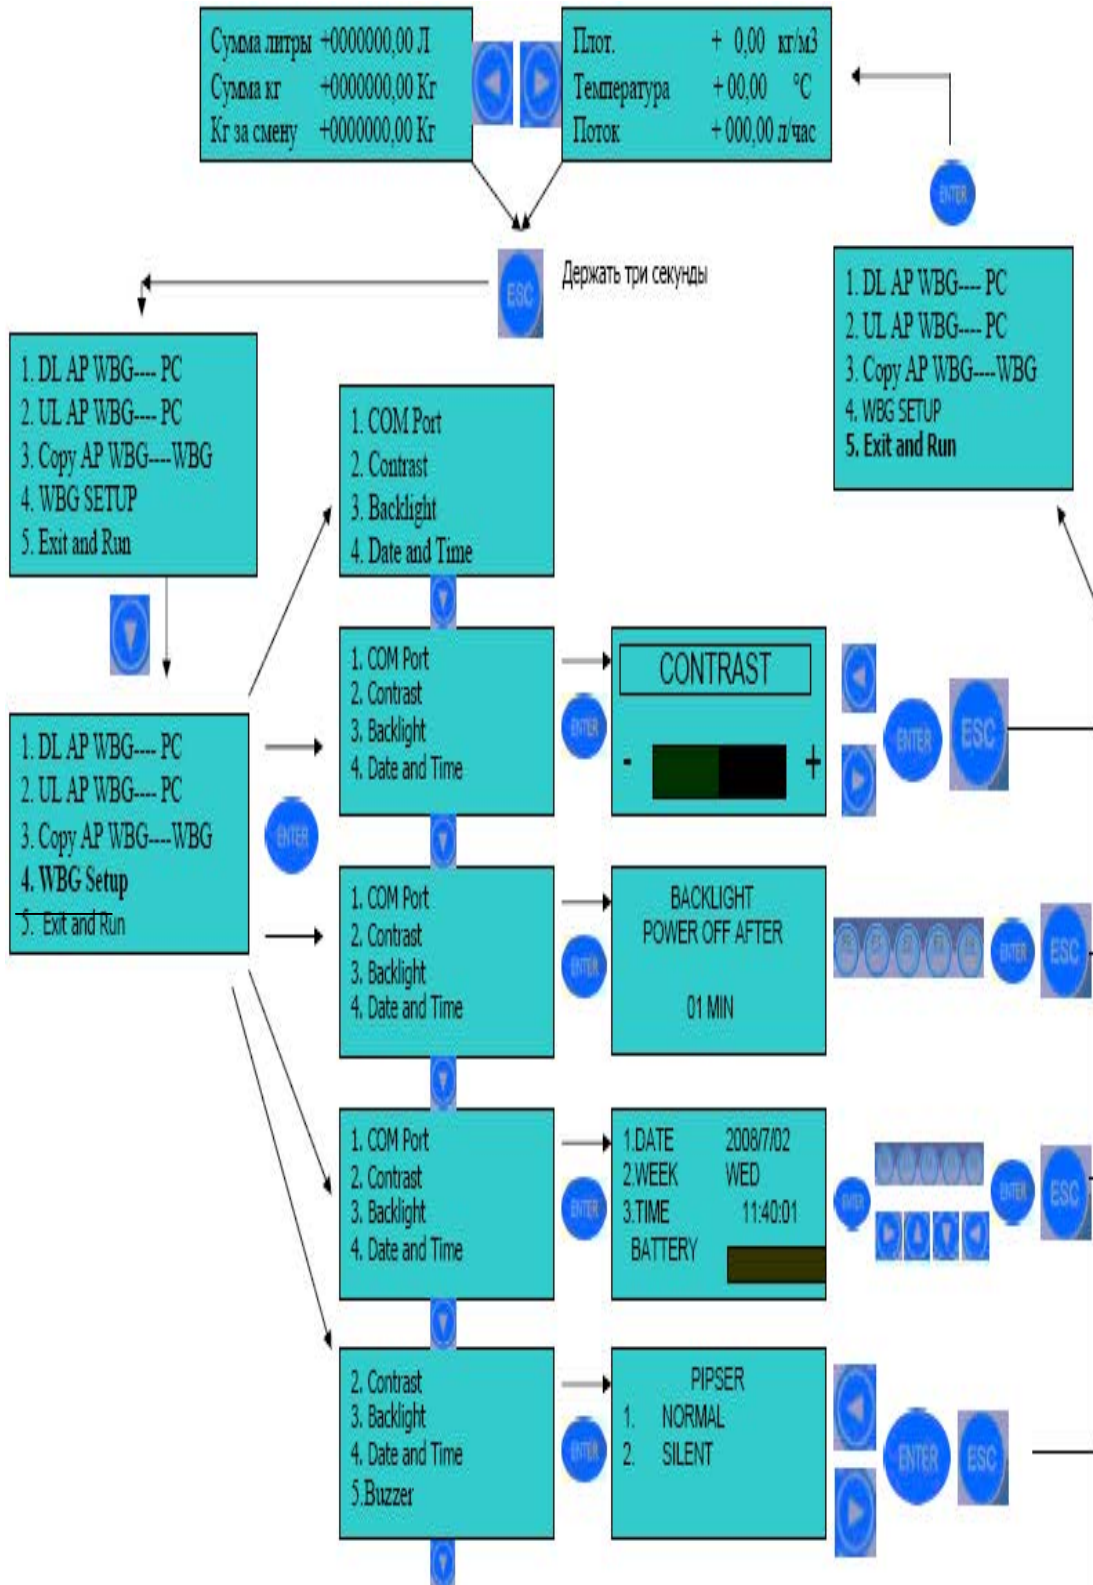 Сумма литры +0000000,00 Л
Сумма кг +0000000,00 Кг
Кг за смену +0000000,00 Кг
Плот. + 0,00 кг/м3
Температура +00,00 °C
Поток +000,00 л/час
ENTER
ESC
Держать три секунды
1. DL AP WBG---- PC
2. UL AP WBG---- PC
3. Copy AP WBG----WBG
4. WBG SETUP
5. Exit and Run
1. DL AP WBG---- PC
2. UL AP WBG---- PC
3. Copy AP WBG----WBG
4. WBG SETUP
5. Exit and Run
1. COM Port
2. Contrast
3. Backlight
4. Date and Time
1. COM Port
2. Contrast
3. Backlight
4. Date and Time
ENTER
CONTRAST
- +
ENTER
ESC
1. DL AP WBG---- PC
2. UL AP WBG---- PC
3. Copy AP WBG----WBG
4. WBG Setup
5. Exit and Run
ENTER
1. COM Port
2. Contrast
3. Backlight
4. Date and Time
ENTER
BACKLIGHT
POWER OFF AFTER
01 MIN
ENTER
ESC
1. COM Port
2. Contrast
3. Backlight
4. Date and Time
ENTER
1.DATE 2008/7/02
2.WEEK WED
3.TIME 11:40:01
BATTERY
ENTER
ENTER
ESC
2. Contrast
3. Backlight
4. Date and Time
5.Buzzer
ENTER
PIPSER
1. NORMAL
2. SILENT
ENTER
ESC